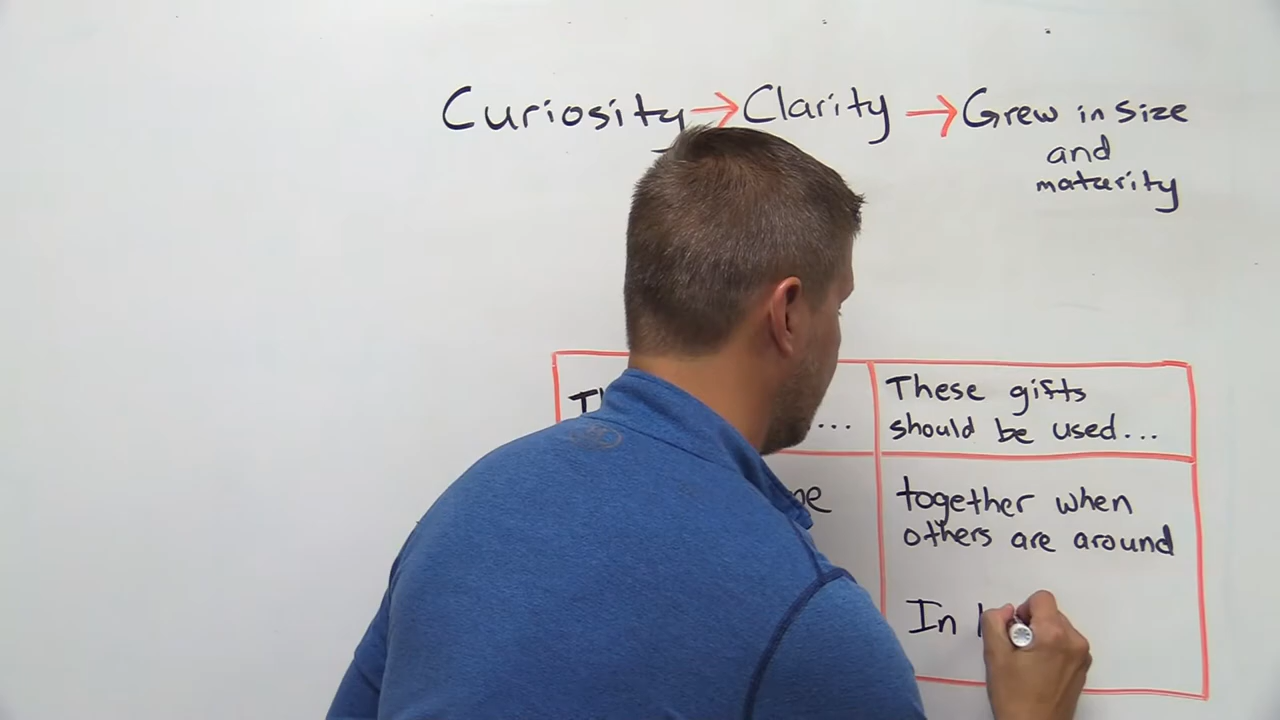 Curiosity → Clarity → Grew in size
and
maturity
These gifts
should be used...
...
together when
others are around
In